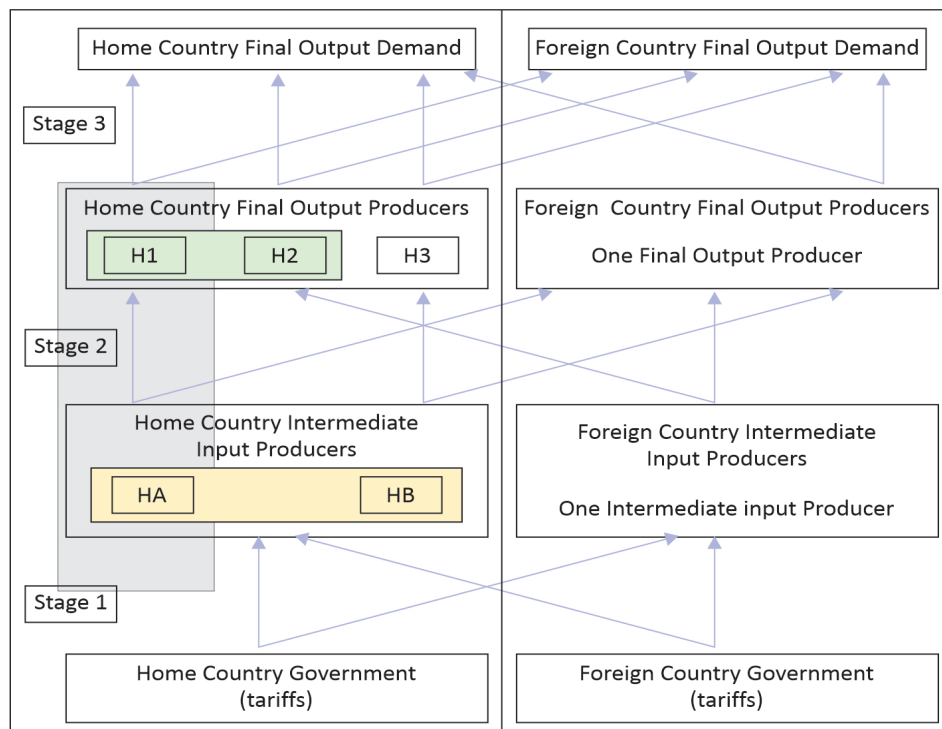 Home Country Final Output Demand
Foreign Country Final Output Demand
Stage 3
Home Country Final Output Producers
H1
H2
H3
Foreign Country Final Output Producers
One Final Output Producer
Stage 2
Home Country Intermediate
Input Producers
HA
HB
Foreign Country Intermediate
Input Producers
One Intermediate input Producer
Stage 1
Home Country Government
(tariffs)
Foreign Country Government
(tariffs)